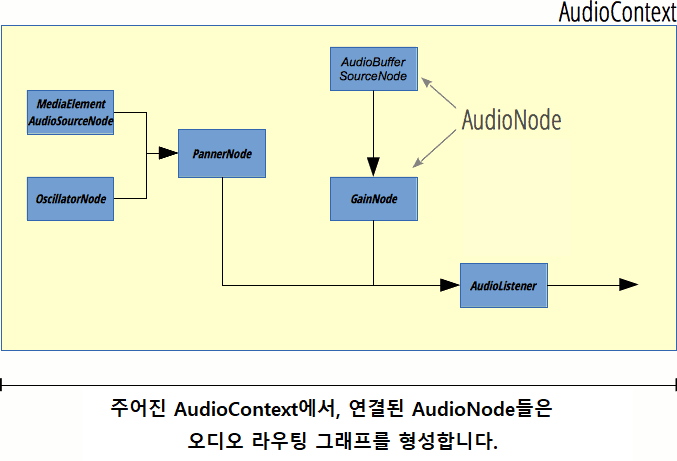 AudioContext
AudioBuffer
SourceNode
MediaElement
AudioSourceNode
AudioNode
PannerNode
OscillatorNode
GainNode
AudioListener
주어진 AudioContext에서, 연결된 AudioNode들은
오디오 라우팅 그래프를 형성합니다.